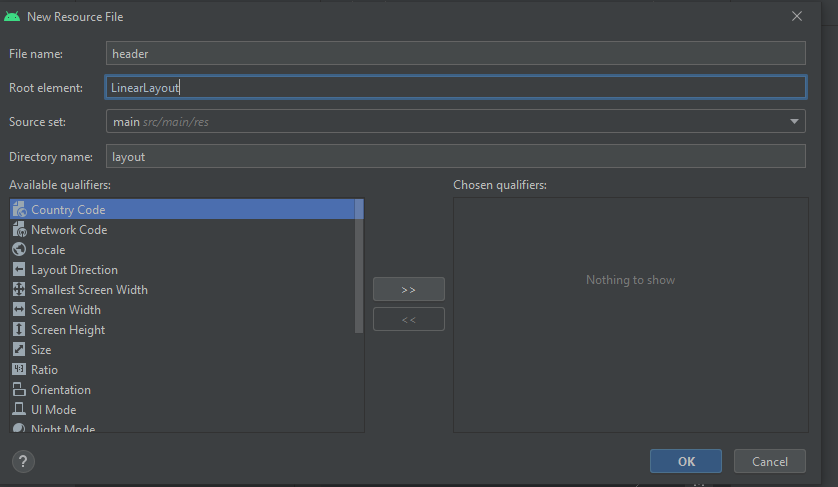 New Resource File
File name: header
Root element: LinearLayout
Source set: main src/main/res
Directory name: layout
Available qualifiers: Chosen qualifiers:
Country Code
Network Code
Locale
Layout Direction
Smallest Screen Width
Nothing to show
>>
Screen Width
<<
Screen Height
Size
Ratio
Orientation
UI Mode
Night Mode
? OK Cancel